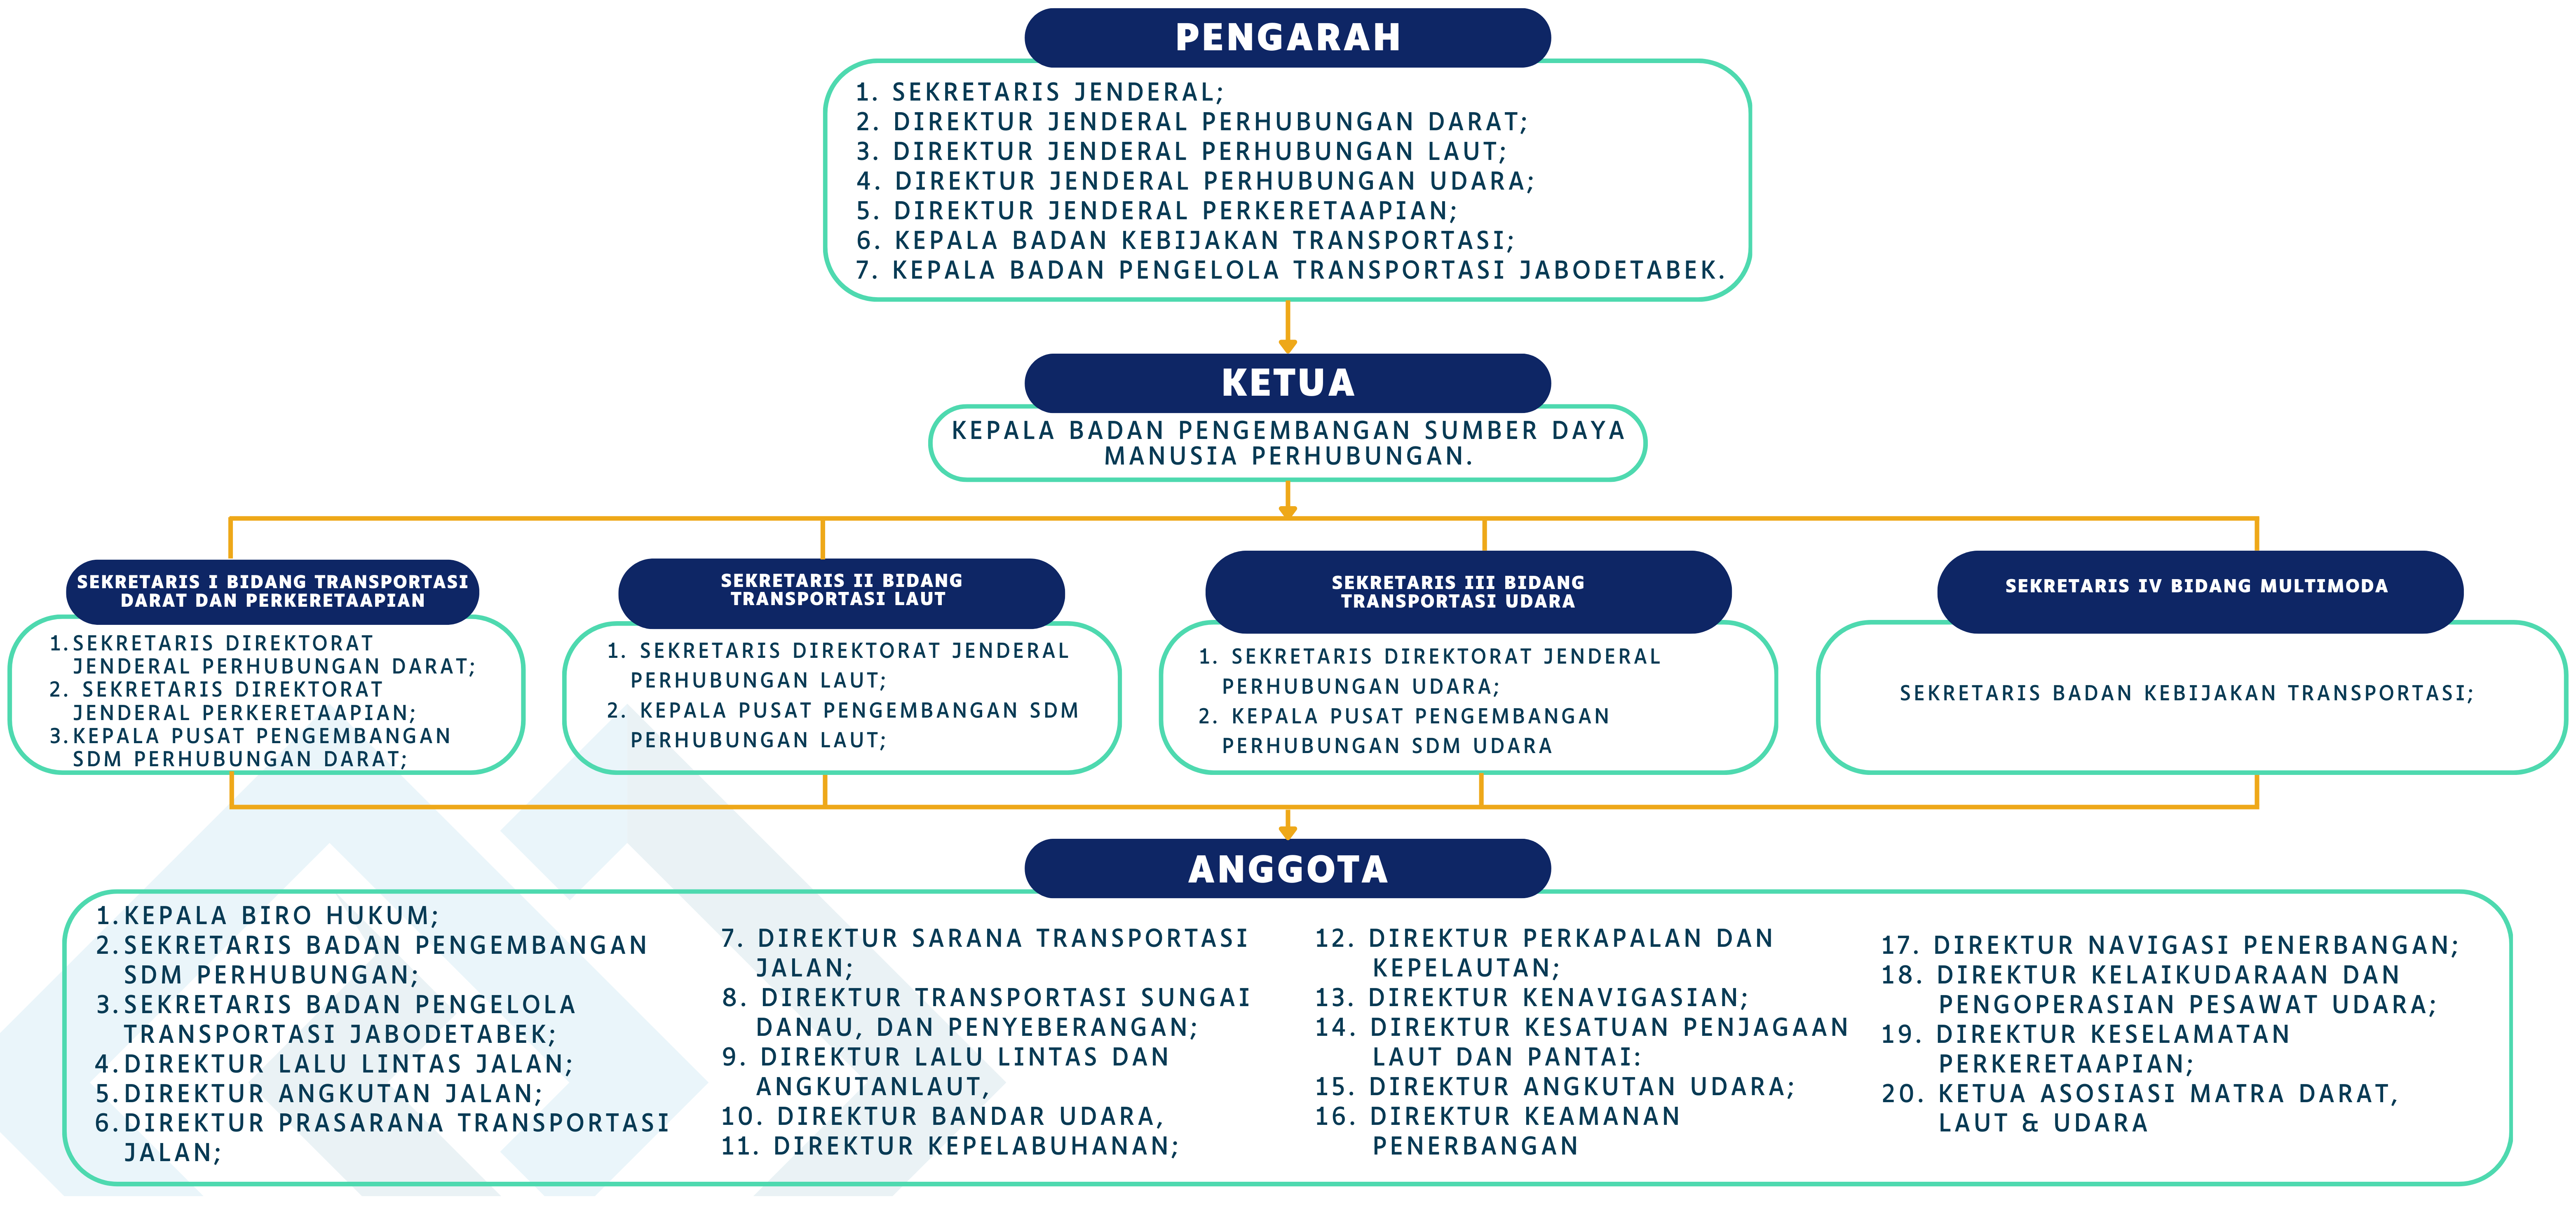 PENGARAH
1. SEKRETARIS JENDERAL;
2. DIREKTUR JENDERAL PERHUBUNGAN DARAT;
3. DIREKTUR JENDERAL PERHUBUNGAN LAUT;
4. DIREKTUR JENDERAL PERHUBUNGAN UDARA;
5. DIREKTUR JENDERAL PERKERETAAPIAN;
6. KEPALA BADAN KEBIJAKAN TRANSPORTASI;
7. KEPALA BADAN PENGELOLA TRANSPORTASI JABODETABEK.
KETUA
KEPALA BADAN PENGEMBANGAN SUMBER DAYA
MANUSIA PERHUBUNGAN.
SEKRETARIS I BIDANG TRANSPORTASI
DARAT DAN PERKERETAAPIAN
1.SEKRETARIS DIREKTORAT
JENDERAL PERHUBUNGAN DARAT;
2. SEKRETARIS DIREKTORAT
JENDERAL PERKERETAAPIAN;
3.KEPALA PUSAT PENGEMBANGAN
SDM PERHUBUNGAN DARAT;
SEKRETARIS II BIDANG
TRANSPORTASI LAUT
1. SEKRETARIS DIREKTORAT JENDERAL
PERHUBUNGAN LAUT;
2. KEPALA PUSAT PENGEMBANGAN SDM
PERHUBUNGAN LAUT;
SEKRETARIS III BIDANG
TRANSPORTASI UDARA
1. SEKRETARIS DIREKTORAT JENDERAL
PERHUBUNGAN UDARA;
2. KEPALA PUSAT PENGEMBANGAN
PERHUBUNGAN SDM UDARA
SEKRETARIS IV BIDANG MULTIMODA
SEKRETARIS BADAN KEBIJAKAN TRANSPORTASI;
ANGGOTA
1.KEPALA BIRO HUKUM;
2.SEKRETARIS BADAN PENGEMBANGAN
SDM PERHUBUNGAN;
3.SEKRETARIS BADAN PENGELOLA
TRANSPORTASI JABODETABEK;
4.DIREKTUR LALU LINTAS JALAN;
5.DIREKTUR ANGKUTAN JALAN;
6.DIREKTUR PRASARANA TRANSPORTASI
JALAN;
7. DIREKTUR SARANA TRANSPORTASI
JALAN;
8. DIREKTUR TRANSPORTASI SUNGAI
DANAU, DAN PENYEBERANGAN;
9. DIREKTUR LALU LINTAS DAN
ANGKUTANLAUT,
10. DIREKTUR BANDAR UDARA,
11. DIREKTUR KEPELABUHANAN;
12. DIREKTUR PERKAPALAN DAN
KEPELAUTAN;
13. DIREKTUR KENAVIGASIAN;
14. DIREKTUR KESATUAN PENJAGAAN
LAUT DAN PANTAI:
15. DIREKTUR ANGKUTAN UDARA;
16. DIREKTUR KEAMANAN
PENERBANGAN
17. DIREKTUR NAVIGASI PENERBANGAN;
18. DIREKTUR KELAIKUDARAAN DAN
PENGOPERASIAN PESAWAT UDARA;
19. DIREKTUR KESELAMATAN
PERKERETAAPIAN;
20. KETUA ASOSIASI MATRA DARAT,
LAUT & UDARA